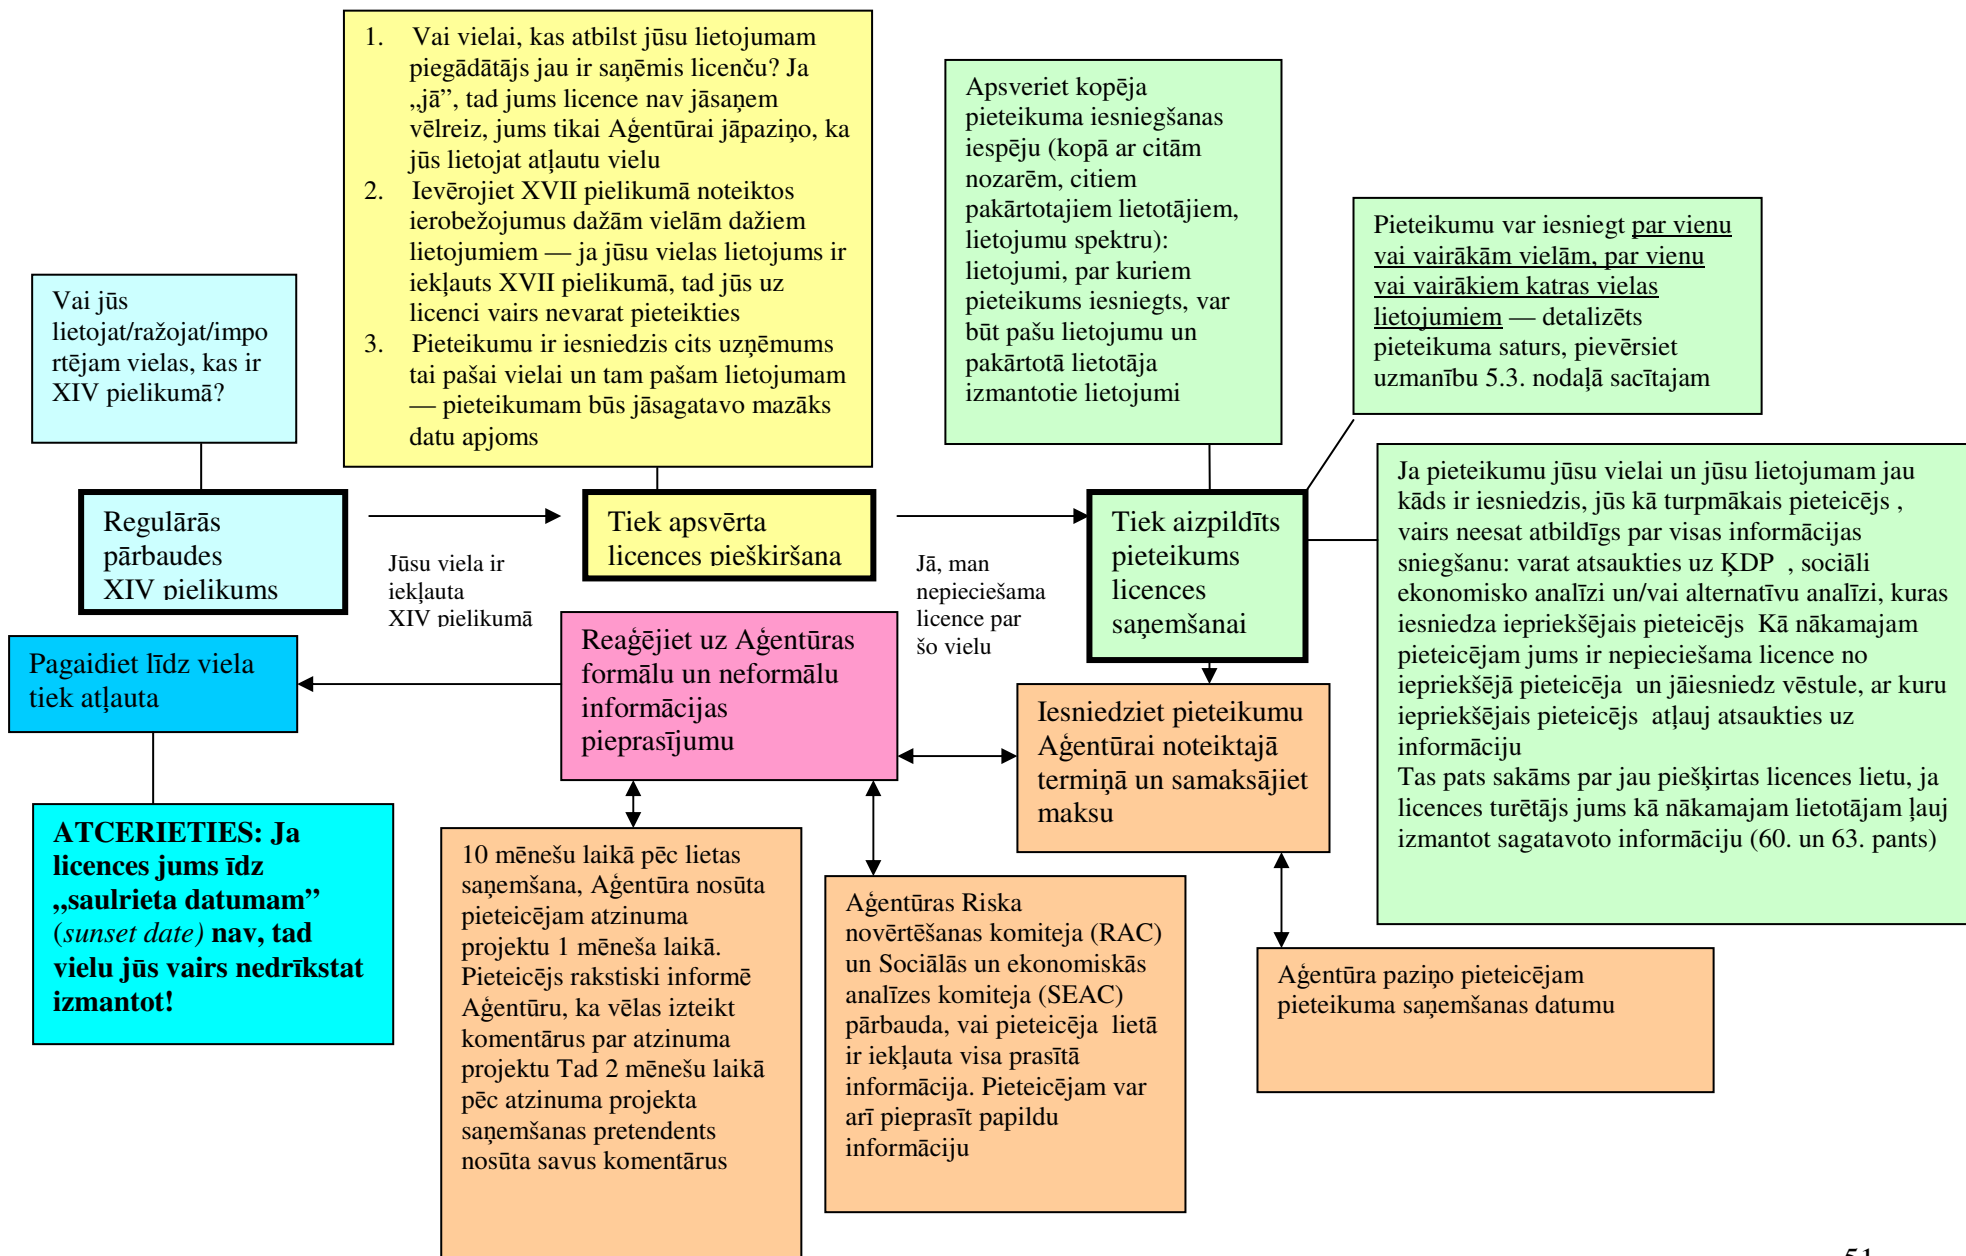 Vai jūs
lietojat/ražojat/impo
rtējam vielas, kas ir
XIV pielikumā?
1. Vai vielai, kas atbilst jūsu lietojumam
piegādātājs jau ir saņēmis licenču? Ja
„jā”, tad jums licence nav jāsaņem
vēlreiz, jums tikai Aģentūrai jāpaziņo, ka
jūs lietojat atļautu vielu
2. Ievērojiet XVII pielikumā noteiktos
ierobežojumus dažām vielām dažiem
lietojumiem — ja jūsu vielas lietojums ir
iekļauts XVII pielikumā, tad jūs uz
licenci vairs nevarat pieteikties
3. Pieteikumu ir iesniedzis cits uzņēmums
tai pašai vielai un tam pašam lietojumam
— pieteikumam būs jāsagatavo mazāks
datu apjoms
Apsveriet kopēja
pieteikuma iesniegšanas
iespēju (kopā ar citām
nozarēm, citiem
pakārtotajiem lietotājiem,
lietojumu spektru):
lietojumi, par kuriem
pieteikums iesniegts, var
būt pašu lietojumu un
pakārtotā lietotāja
izmantotie lietojumi
Pieteikumu var iesniegt par vienu
vai vairākām vielām, par vienu
vai vairākiem katras vielas
lietojumiem — detalizēts
pieteikuma saturs, pievērsiet
uzmanību 5.3. nodaļā sacītajam
Regulārās
pārbaudes
XIV pielikums
Jūsu viela ir
iekļauta
XIV pielikumā
Tiek apsvērta
licences piešķiršana
Jā, man
nepieciešama
licence par
šo vielu
Tiek aizpildīts
pieteikums
licences
saņemšanai
Ja pieteikumu jūsu vielai un jūsu lietojumam jau
kāds ir iesniedzis, jūs kā turpmākais pieteicējs ,
vairs neesat atbildīgs par visas informācijas
sniegšanu: varat atsaukties uz ĶDP , sociāli
ekonomisko analīzi un/vai alternatīvu analīzi, kuras
iesniedza iepriekšējais pieteicējs Kā nākamajam
pieteicējam jums ir nepieciešama licence no
iepriekšējā pieteicēja un jāiesniedz vēstule, ar kuru
iepriekšējais pieteicējs atļauj atsaukties uz
informāciju
Tas pats sakāms par jau piešķirtas licences lietu, ja
licences turētājs jums kā nākamajam lietotājam ļauj
izmantot sagatavoto informāciju (60. un 63. pants)
Pagaidiet līdz viela
tiek atļauta
Reaģējiet uz Aģentūras
formālu un neformālu
informācijas
pieprasījumu
Iesniedziet pieteikumu
Aģentūrai noteiktajā
termiņā un samaksājiet
maksu
ATCERIETIES: Ja
licences jums īdz
„saulrieta datumam”
(sunset date) nav, tad
vielu jūs vairs nedrīkstat
izmantot!
10 mēnešu laikā pēc lietas
saņemšana, Aģentūra nosūta
pieteicējam atzinuma
projektu 1 mēneša laikā.
Pieteicējs rakstiski informē
Aģentūru, ka vēlas izteikt
komentārus par atzinuma
projektu Tad 2 mēnešu laikā
pēc atzinuma projekta
saņemšanas pretendents
nosūta savus komentārus
Aģentūras Riska
novērtēšanas komiteja (RAC)
un Sociālās un ekonomiskās
analīzes komiteja (SEAC)
pārbauda, vai pieteicēja lietā
ir iekļauta visa prasītā
informācija. Pieteicējam var
arī pieprasīt papildu
informāciju
Aģentūra paziņo pieteicējam
pieteikuma saņemšanas datumu
51